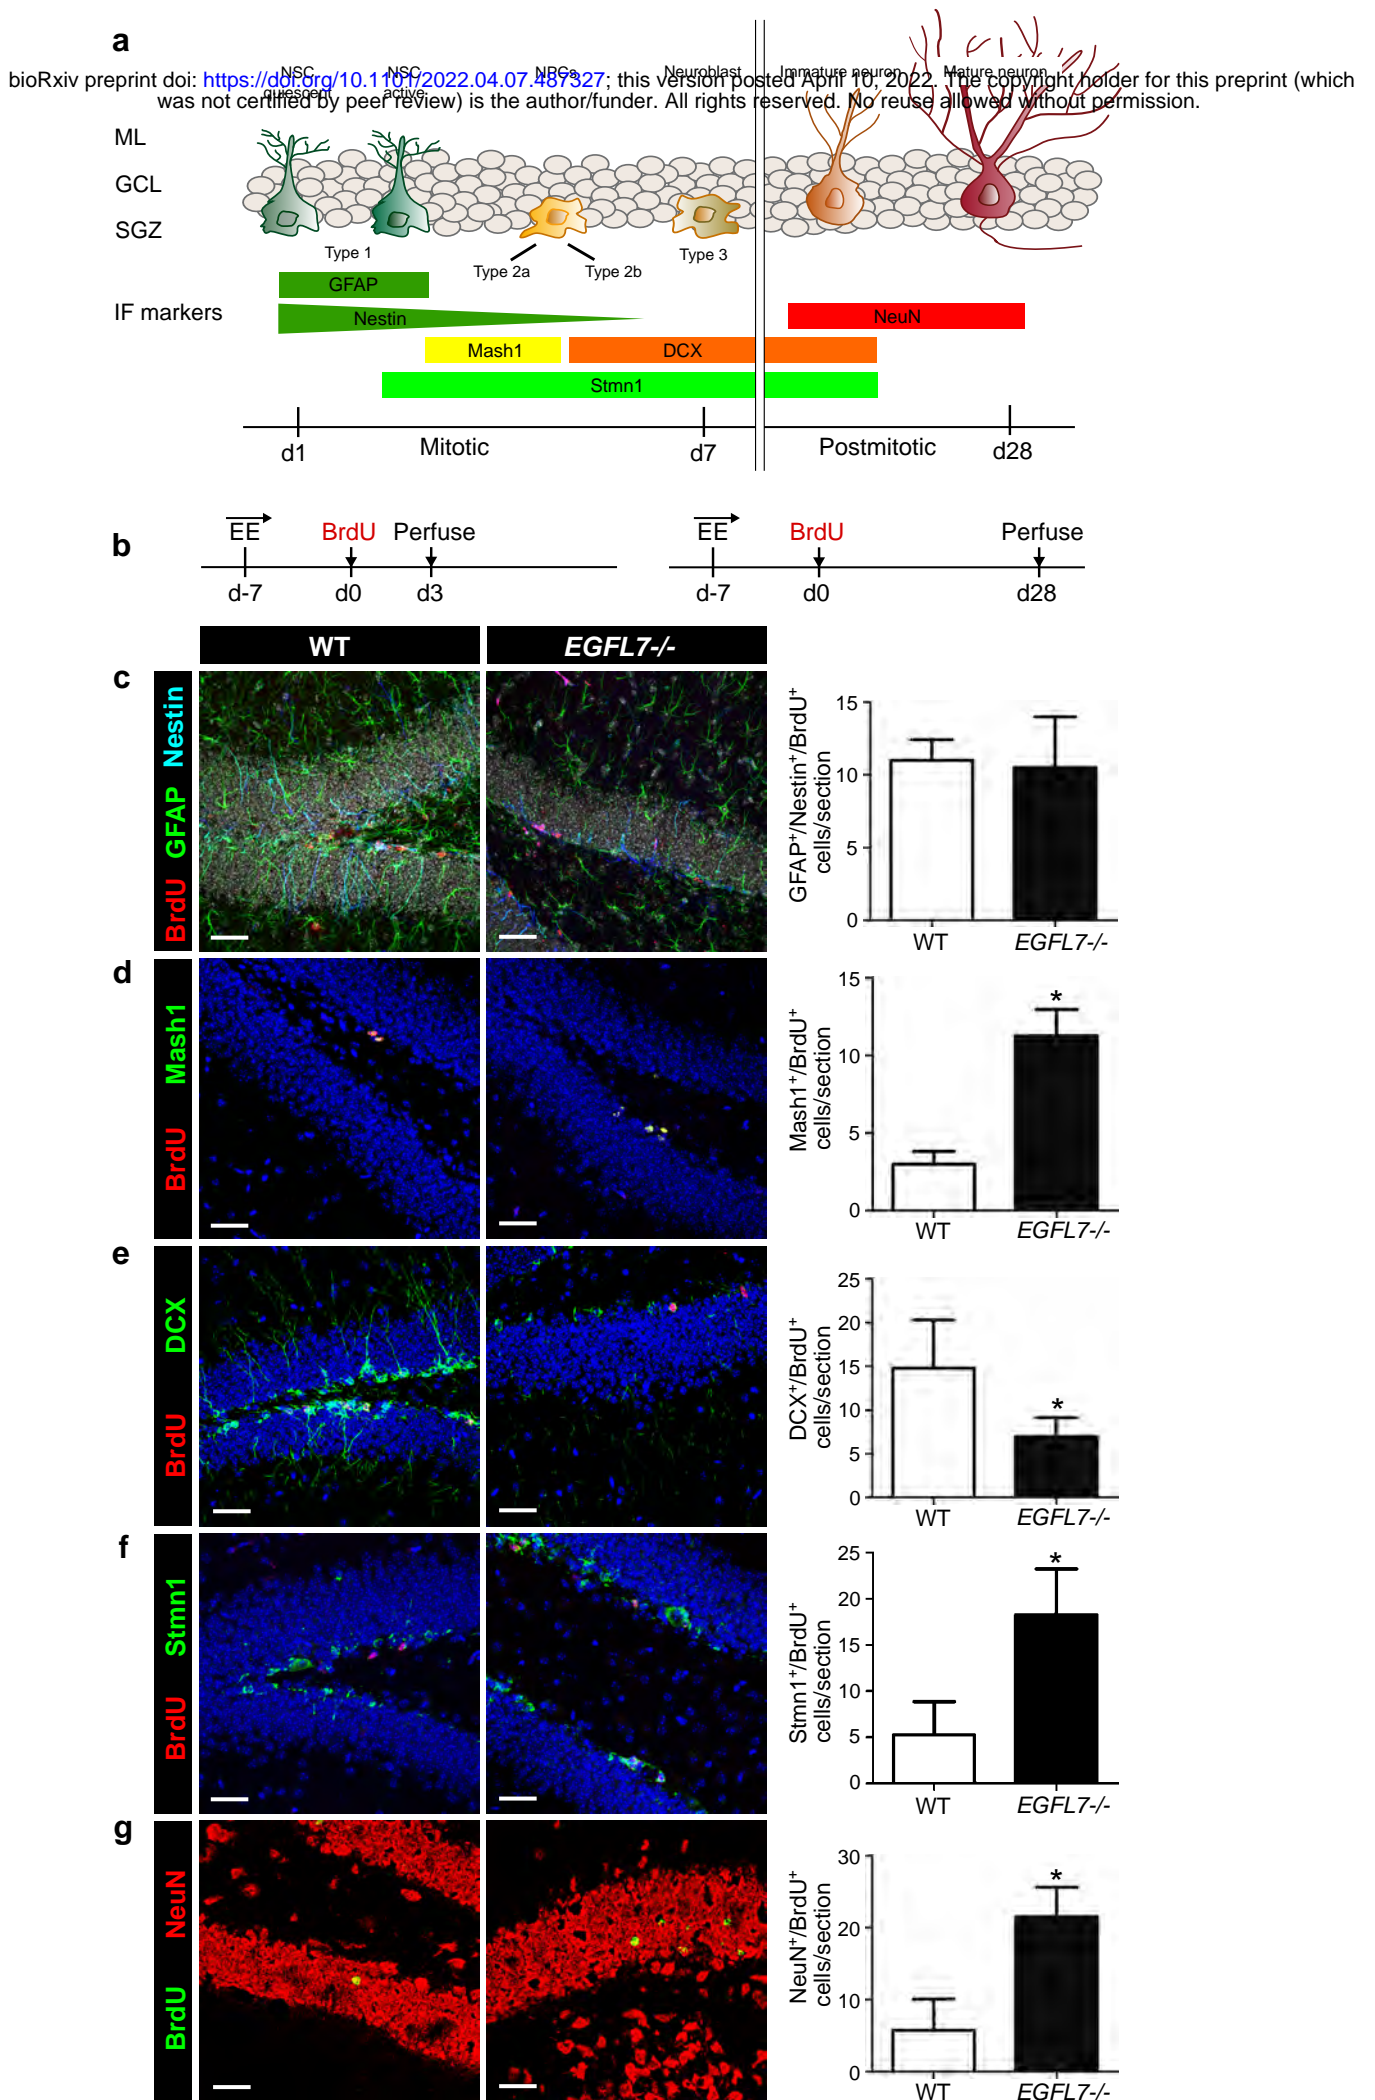 a
NSC quiescent
NSC active
NPCs
Neuroblast
Immature neuron
Mature neuron
bioRxiv preprint doi: https://doi.org/10.1101/2022.04.07.487327; this version posted April 10, 2022. The copyright holder for this preprint (which
was not certified by peer review) is the author/funder. All rights reserved. No reuse allowed without permission.
ML
GCL
SGZ
Type 1
Type 2a
Type 2b
Type 3
IF markers
GFAP
Nestin
NeuN
Mash1
DCX
Stmn1
d1
Mitotic
d7
Postmitotic
d28
b
EE BrdU Perfuse
d-7 d0 d3
EE BrdU Perfuse
d-7 d0 d28
WT
EGFL7-/-
c
BrdU GFAP Nestin
GFAP+/Nestin+/BrdU+
cells/section
15
10
5
0
WT EGFL7-/-
d
BrdU Mash1
Mash1+/BrdU+
cells/section
15
*
10
5
0
WT EGFL7-/-
e
BrdU DCX
DCX+/BrdU+
cells/section
25
20
15
10
*
5
0
WT EGFL7-/-
f
BrdU Stmn1
Stmn1+/BrdU+
cells/section
25
*
20
15
10
5
0
WT EGFL7-/-
g
BrdU NeuN
NeuN+/BrdU+
cells/section
30
*
20
10
0
WT EGFL7-/-